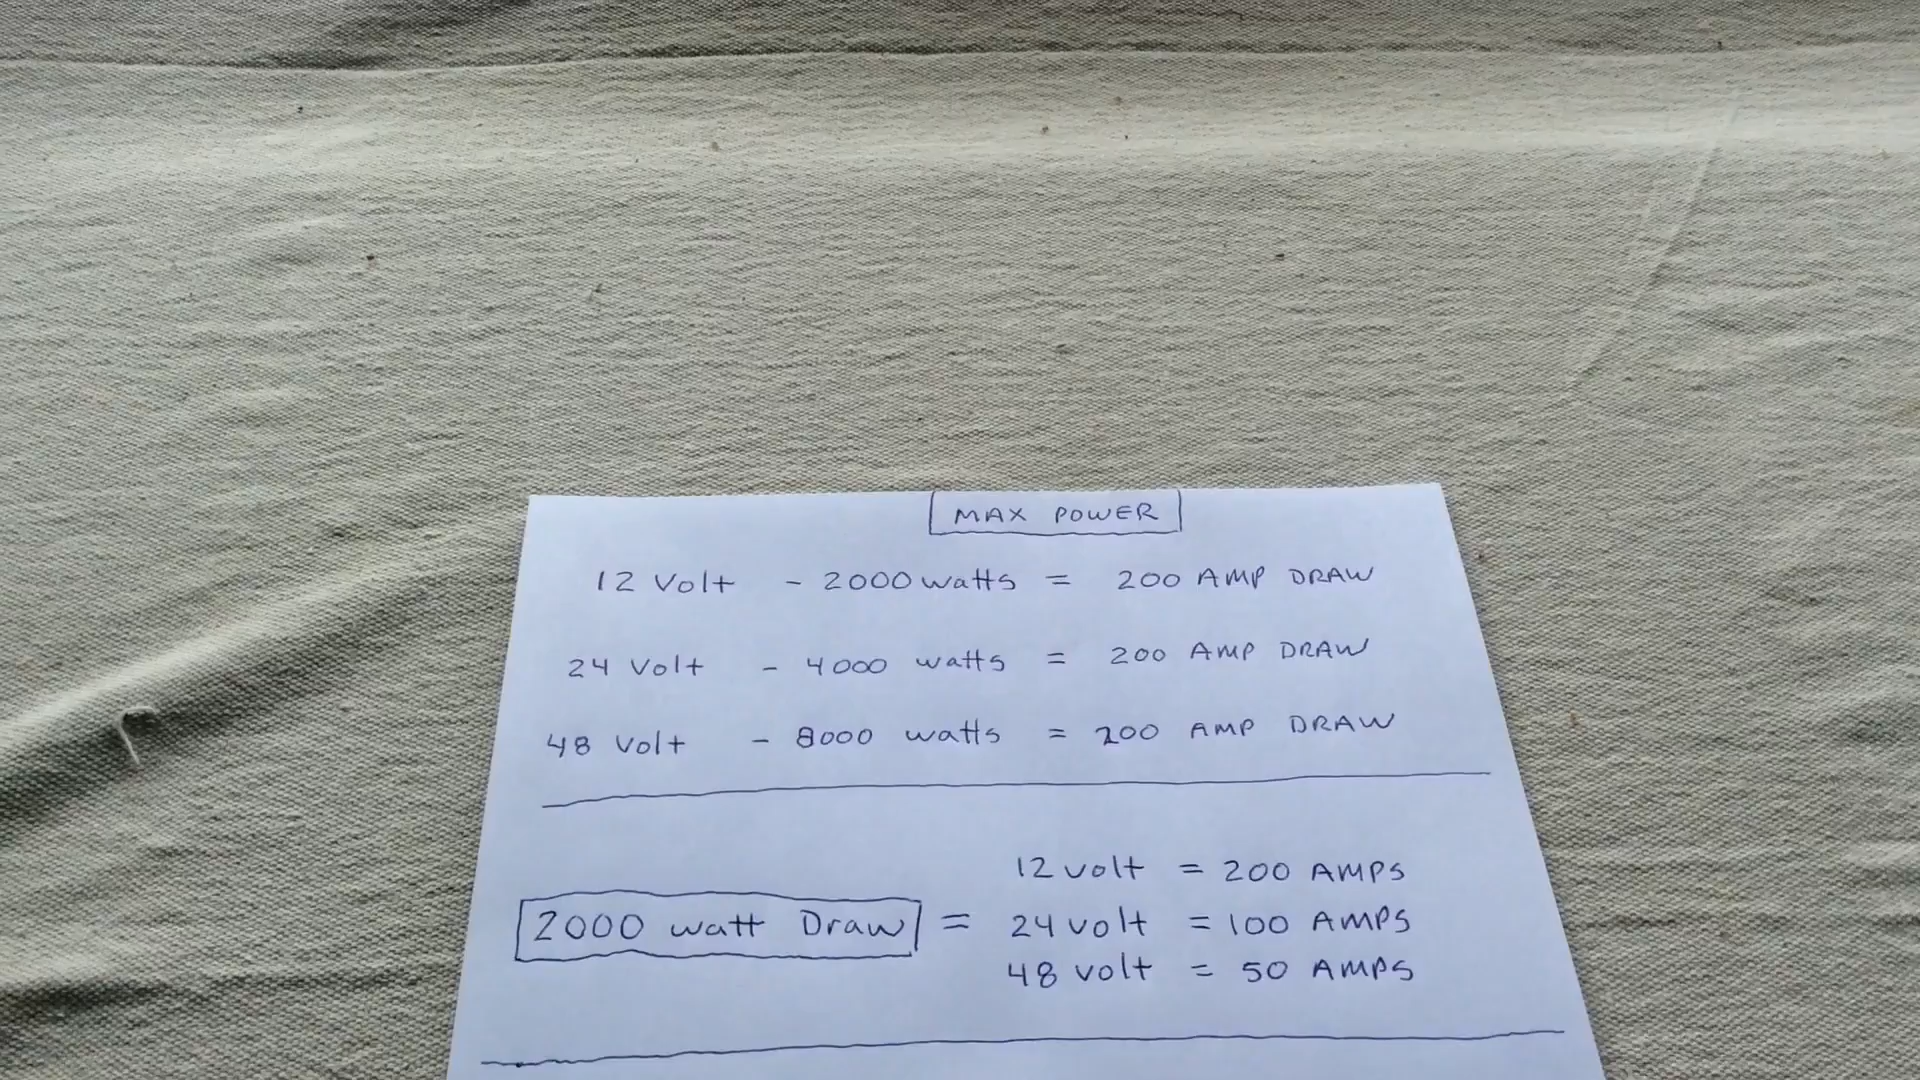 MAX POWER
12 Volt - 2000 watts = 200 AMP DRAW
24 Volt - 4000 watts = 200 AMP DRAW
48 Volt - 8000 watts = 200 AMP DRAW
12 volt = 200 AMPS
2000 watt Draw = 24 volt = 100 AMPS
48 volt = 50 AMPS